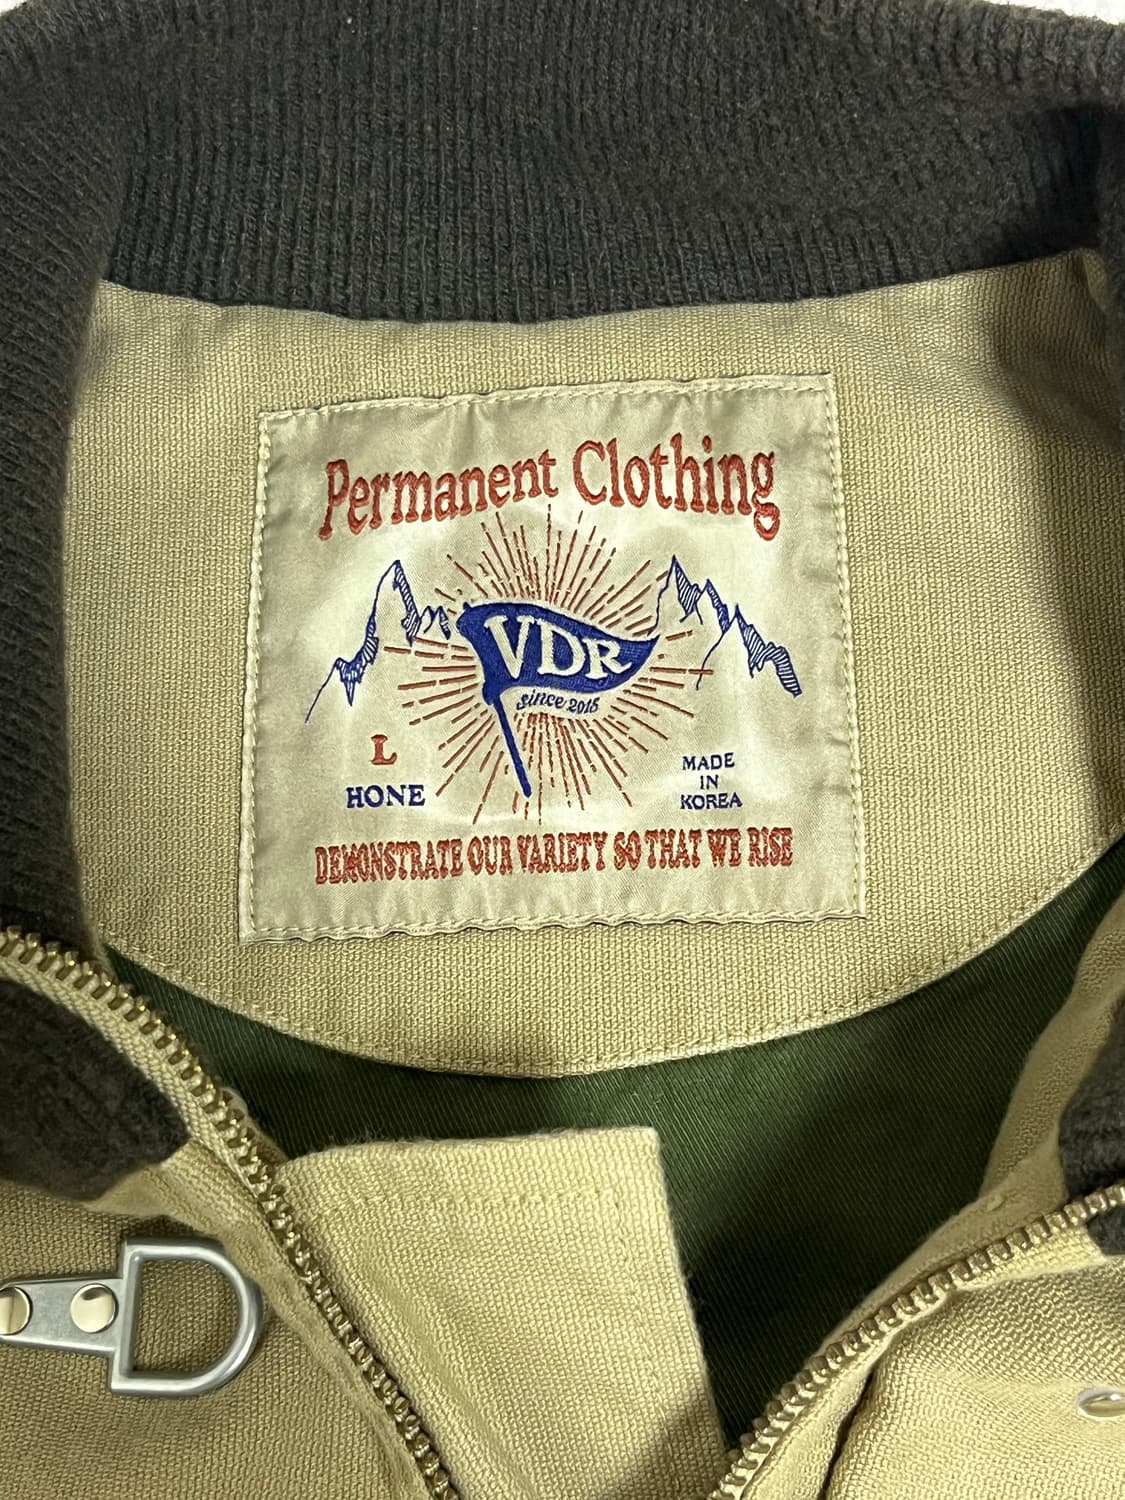 Permanent Clothing
VDR
since 2015
L
HONE
MADE
IN
KOREA
DEMONSTRATE OUR VARIETY SO THAT WE RISE